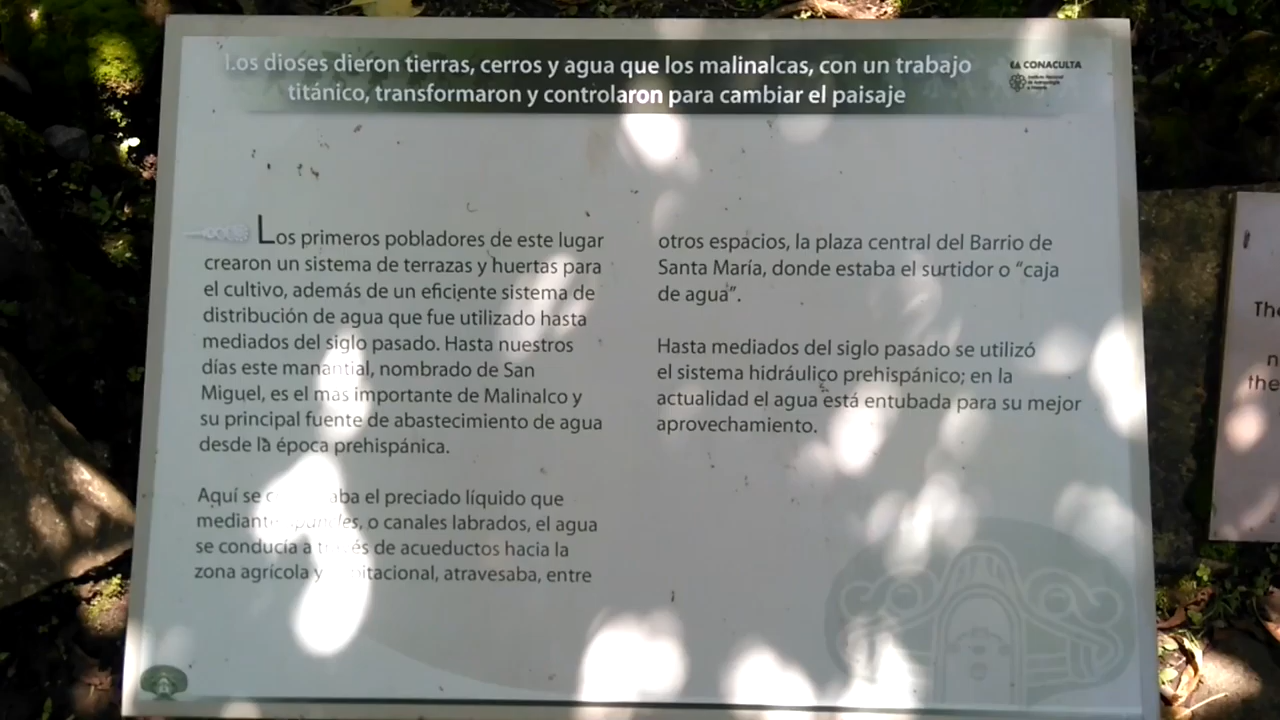 Los dioses dieron tierras, cerros y agua que los malinalcas, con un trabajo
titánico, transformaron y controlaron para cambiar el paisaje
CONACULTA
Instituto Nacional
de Antropología
e Historia
Los primeros pobladores de este lugar
crearon un sistema de terrazas y huertas para
el cultivo, además de un eficiente sistema de
distribución de agua que fue utilizado hasta
mediados del siglo pasado. Hasta nuestros
días este manantial, nombrado de San
Miguel, es el mas importante de Malinalco y
su principal fuente de abastecimiento de agua
desde la época prehispánica.
Aquí se el preciado líquido que
mediante o canales labrados, el agua
se conducía a través de acueductos hacia la
zona agrícola y atravesaba, entre
otros espacios, la plaza central del Barrio de
Santa María, donde estaba el surtidor o “caja
de agua”.
Hasta mediados del siglo pasado se utilizó
el sistema hidráulico prehispánico; en la
actualidad el agua está entubada para su mejor
aprovechamiento.
the